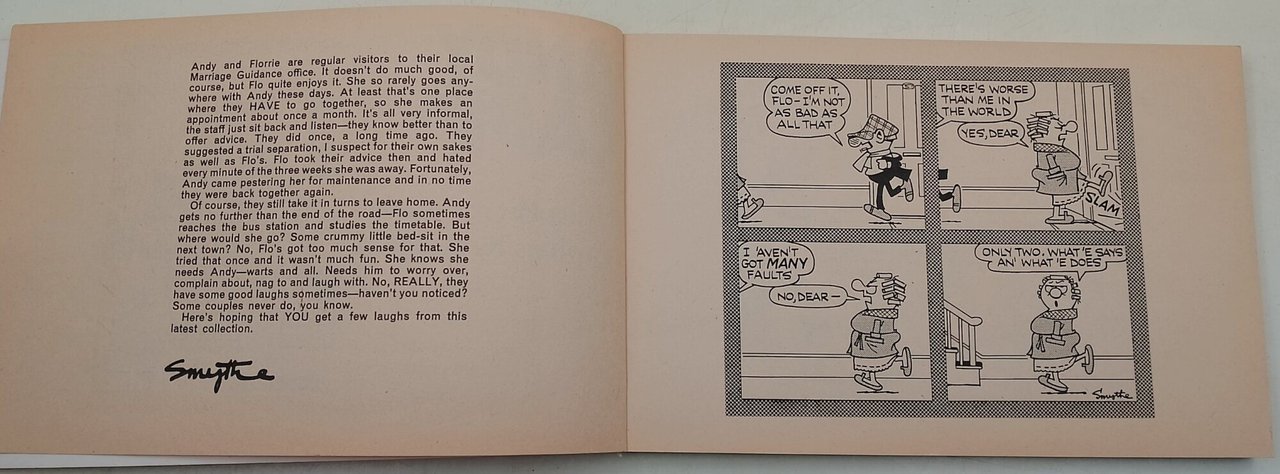 Andy and Florrie are regular visitors to their local
Marriage Guidance office. It doesn't do much good, of
course, but Flo quite enjoys it. She so rarely goes any-
where with Andy these days. At least that's one place
where they HAVE to go together, so she makes an
appointment about once a month. It's all very informal,
the staff just sit back and listen—they know better than to
offer advice. They did once, a long time ago. They
suggested a trial separation, I suspect for their own sakes
as well as Flo's. Flo took their advice then and hated
every minute of the three weeks she was away. Fortunately,
Andy came pestering her for maintenance and in no time
they were back together again.
Of course, they still take it in turns to leave home. Andy
gets no further than the end of the road—Flo sometimes
reaches the bus station and studies the timetable. But
where would she go? Some crummy little bed-sit in the
next town? No, Flo's got too much sense for that. She
tried that once and it wasn't much fun. She knows she
needs Andy—warts and all. Needs him to worry over,
complain about, nag to and laugh with. No, REALLY, they
have some good laughs sometimes—haven't you noticed?
Some couples never do, you know.
Here's hoping that YOU get a few laughs from this
latest collection.
Smythe
COME OFF IT,
FLO—I'M NOT
AS BAD AS
ALL THAT
THERE'S WORSE
THAN ME IN
THE WORLD
YES, DEAR
SLAM
I 'AVEN'T
GOT MANY
FAULTS
NO, DEAR—
ONLY TWO. WHAT 'E SAYS
AN' WHAT 'E DOES
Smythe